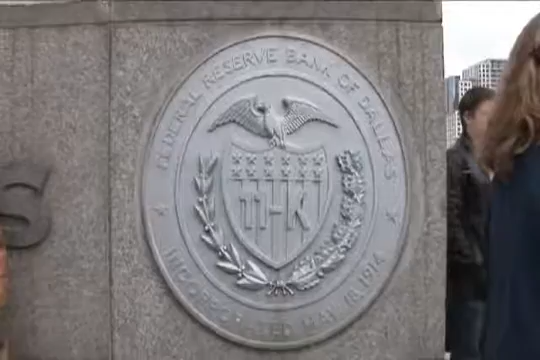 S
FEDERAL RESERVE BANK OF DALLAS
11-K
INCORPORATED MAY 18, 1914